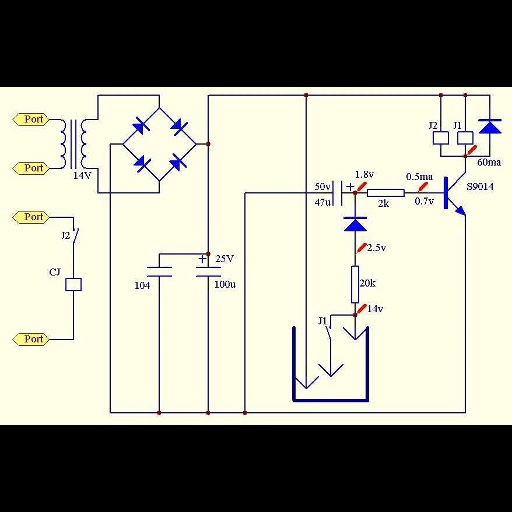 Port
Port
14V
Port
J2
CJ
Port
104
+ 25V
100u
50v +
47u
1.8v
2k
0.5ma
0.7v
2.5v
20k
14v
J1
J2 J1
60ma
S9014